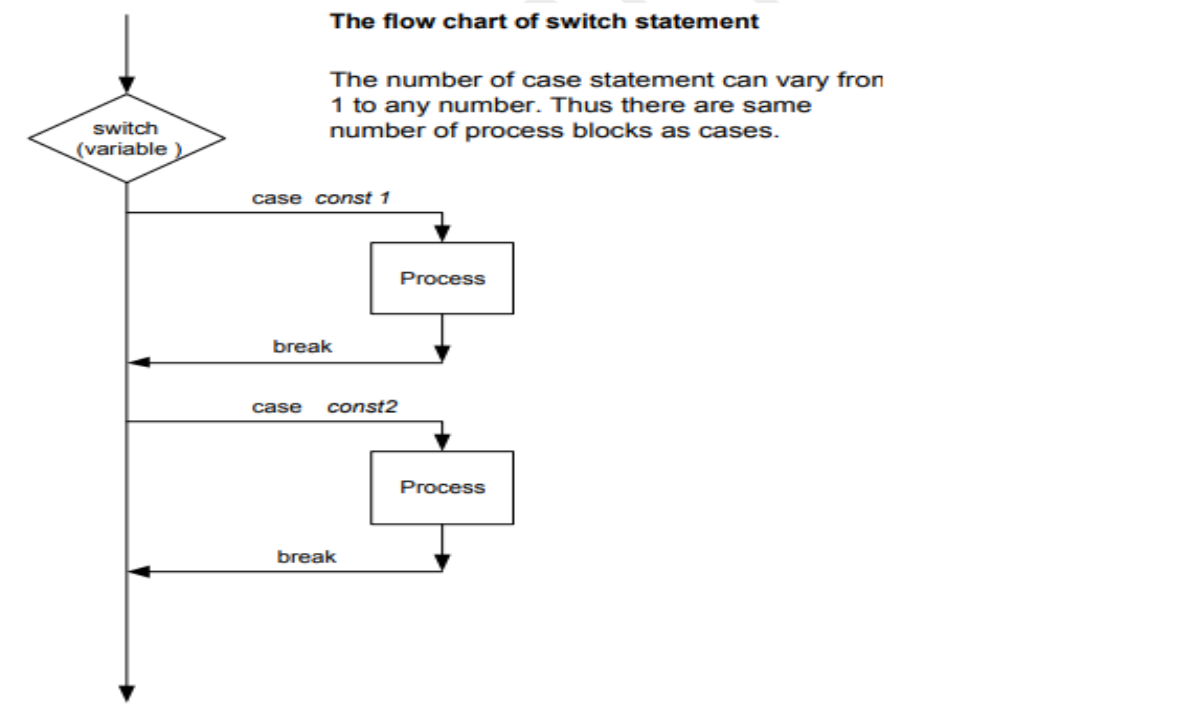 The flow chart of switch statement
The number of case statement can vary fron
1 to any number. Thus there are same
number of process blocks as cases.
switch
(variable )
case const 1
Process
break
case const2
Process
break